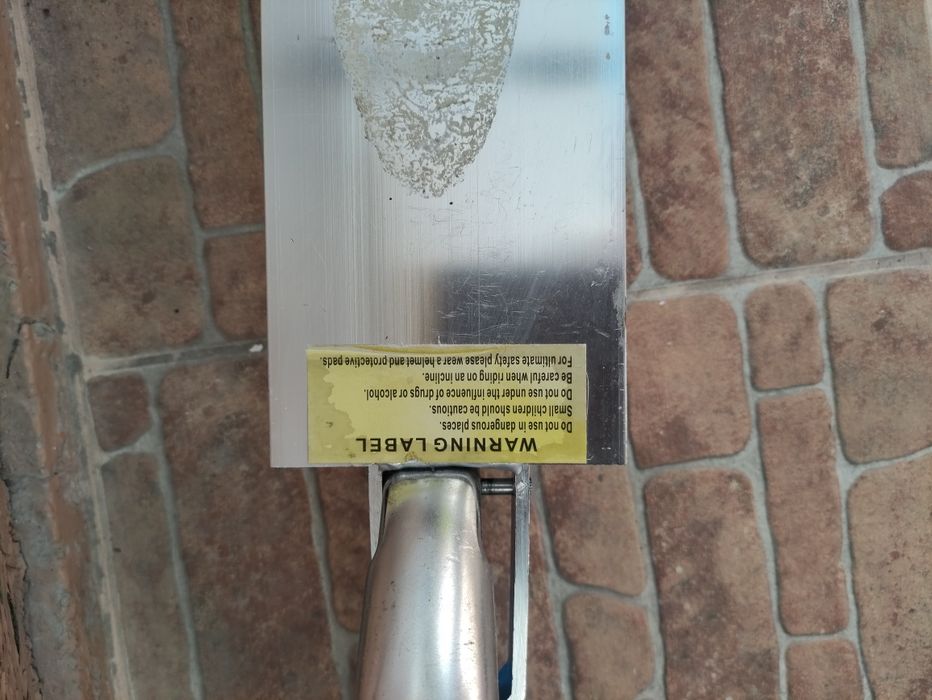 WARNING LABEL
Do not use in dangerous places.
Small children should be cautious.
Do not use under the influence of drugs or alcohol.
Be careful when riding on an incline.
For ultimate safety please wear a helmet and protective pads.